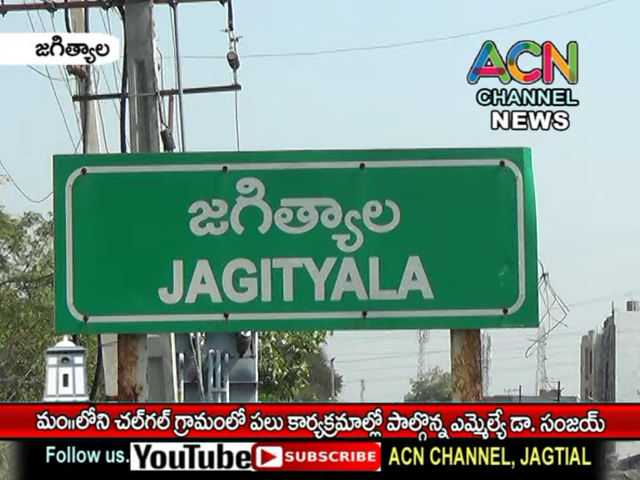 జగిత్యాల
ACN
CHANNEL
NEWS
జగిత్యాల
JAGITYALA
మం॥లోని చల్‌గల్ గ్రామంలో పలు కార్యక్రమాల్లో పాల్గొన్న ఎమ్మెల్యే డా. సంజయ్
Follow us. YouTube SUBSCRIBE ACN CHANNEL, JAGTIAL